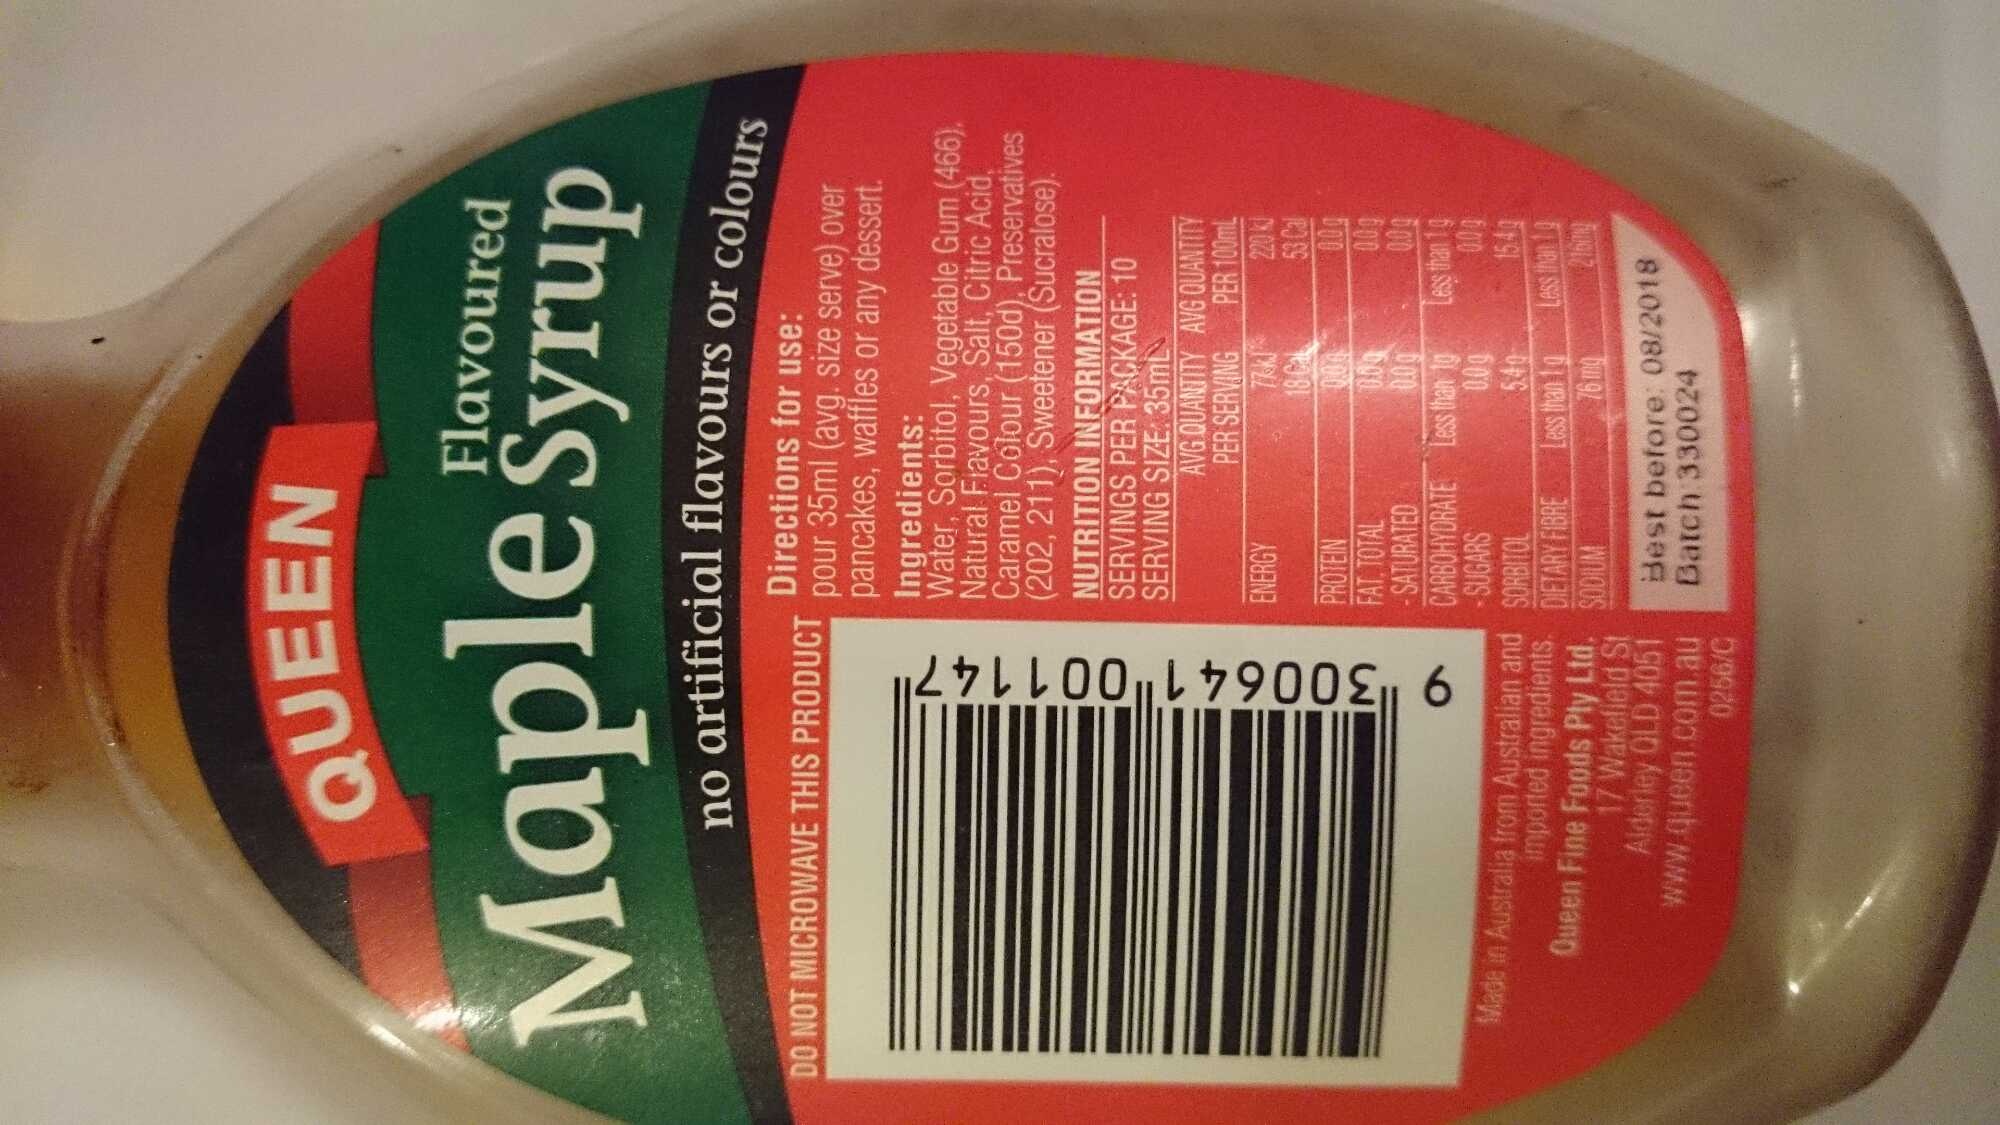 QUEEN
Flavoured
Maple Syrup
no artificial flavours or colours
DO NOT MICROWAVE THIS PRODUCT
9 300641 001147
Made in Australia from Australian and
imported ingredients.
Queen Fine Foods Pty Ltd.
17 Wakefield St
Alderley QLD 4051
www.queen.com.au
0256/C
Directions for use:
pour 35ml (avg. size serve) over
pancakes, waffles or any dessert.
Ingredients:
Water, Sorbitol, Vegetable Gum (466),
Natural Flavours, Salt, Citric Acid,
Caramel Colour (150d), Preservatives
(202, 211), Sweetener (Sucralose).
NUTRITION INFORMATION
SERVINGS PER PACKAGE: 10
SERVING SIZE: 35mL
AVG QUANTITY AVG QUANTITY
PER SERVING PER 100mL
ENERGY 77kJ 220 kJ
18Cal 53 Cal
PROTEIN 0.0g 0.0g
FAT, TOTAL 0.0g 0.0g
- SATURATED 0.0g 0.0g
CARBOHYDRATE Less than 1g Less than 1g
- SUGARS 0.0g 0.0g
SORBITOL 5.4g 15.4g
DIETARY FIBRE Less than 1g Less than 1g
SODIUM 76mg
Best before: 08/2018
Batch 330024